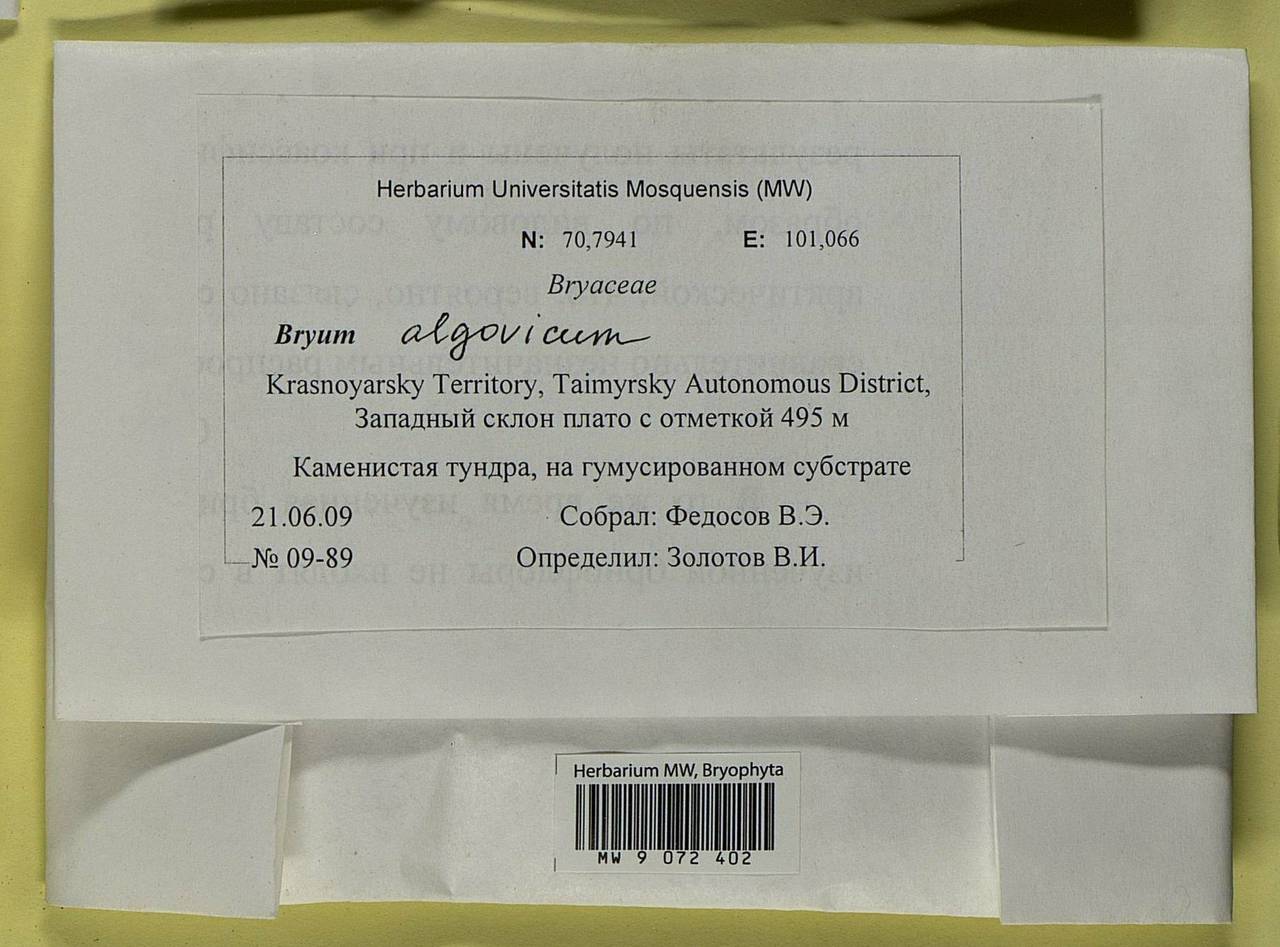 Herbarium Universitatis Mosquensis (MW)
N: 70,7941 E: 101,066
Bryaceae
Bryum algovicum
Krasnoyarsky Territory, Taimyrsky Autonomous District,
Западный склон плато с отметкой 495 м
Каменистая тундра, на гумусированном субстрате
21.06.09 Собрал: Федосов В.Э.
№ 09-89 Определил: Золотов В.И.
Herbarium MW, Bryophyta
MW 9 072 402